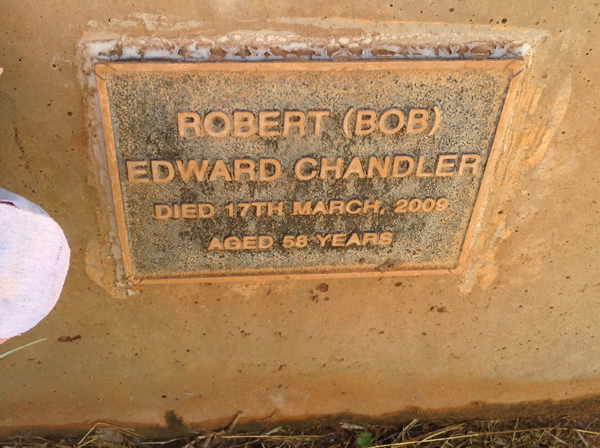 ROBERT (BOB)
EDWARD CHANDLER
DIED 17TH MARCH, 2009
AGED 58 YEARS